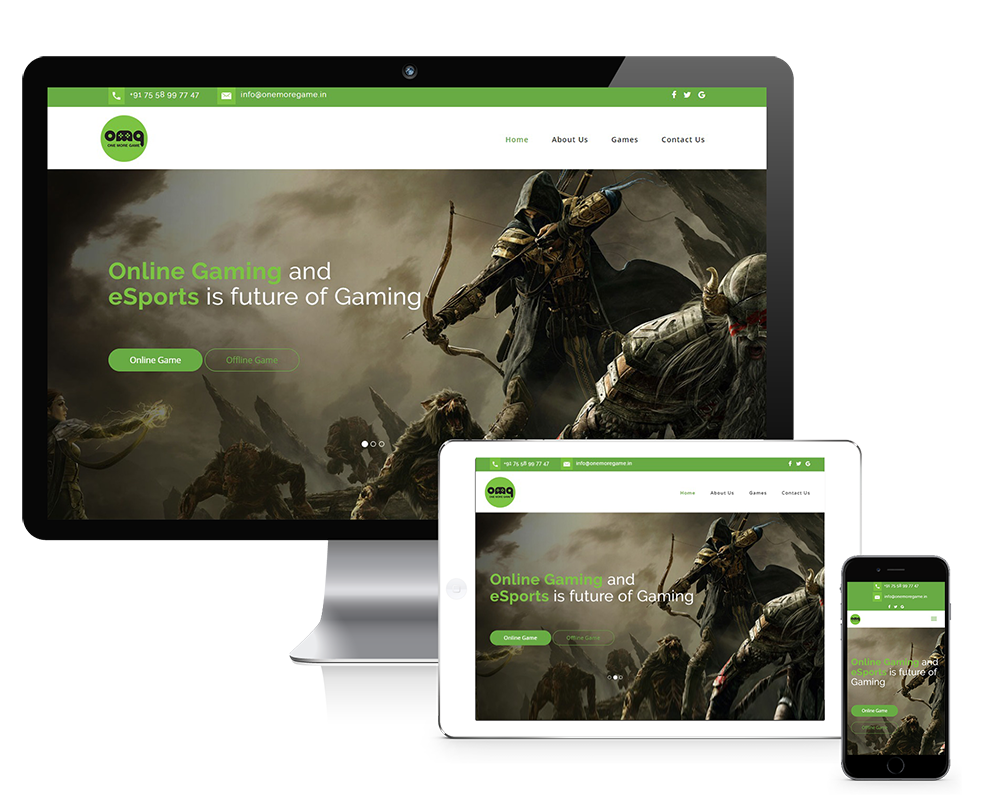 +91 75 58 99 77 47 info@onemoregame.in
omg
ONE MORE GAME
Home About Us Games Contact Us
Online Gaming and
eSports is future of Gaming
Online Game Offline Game
+91 75 58 99 77 47 info@onemoregame.in
omg
ONE MORE GAME
Home About Us Games Contact Us
Online Gaming and
eSports is future of Gaming
Online Game Offline Game
+91 75 58 99 77 47
info@onemoregame.in
omg
Online Gaming and
eSports is future of
Gaming
Online Game
Offline Game